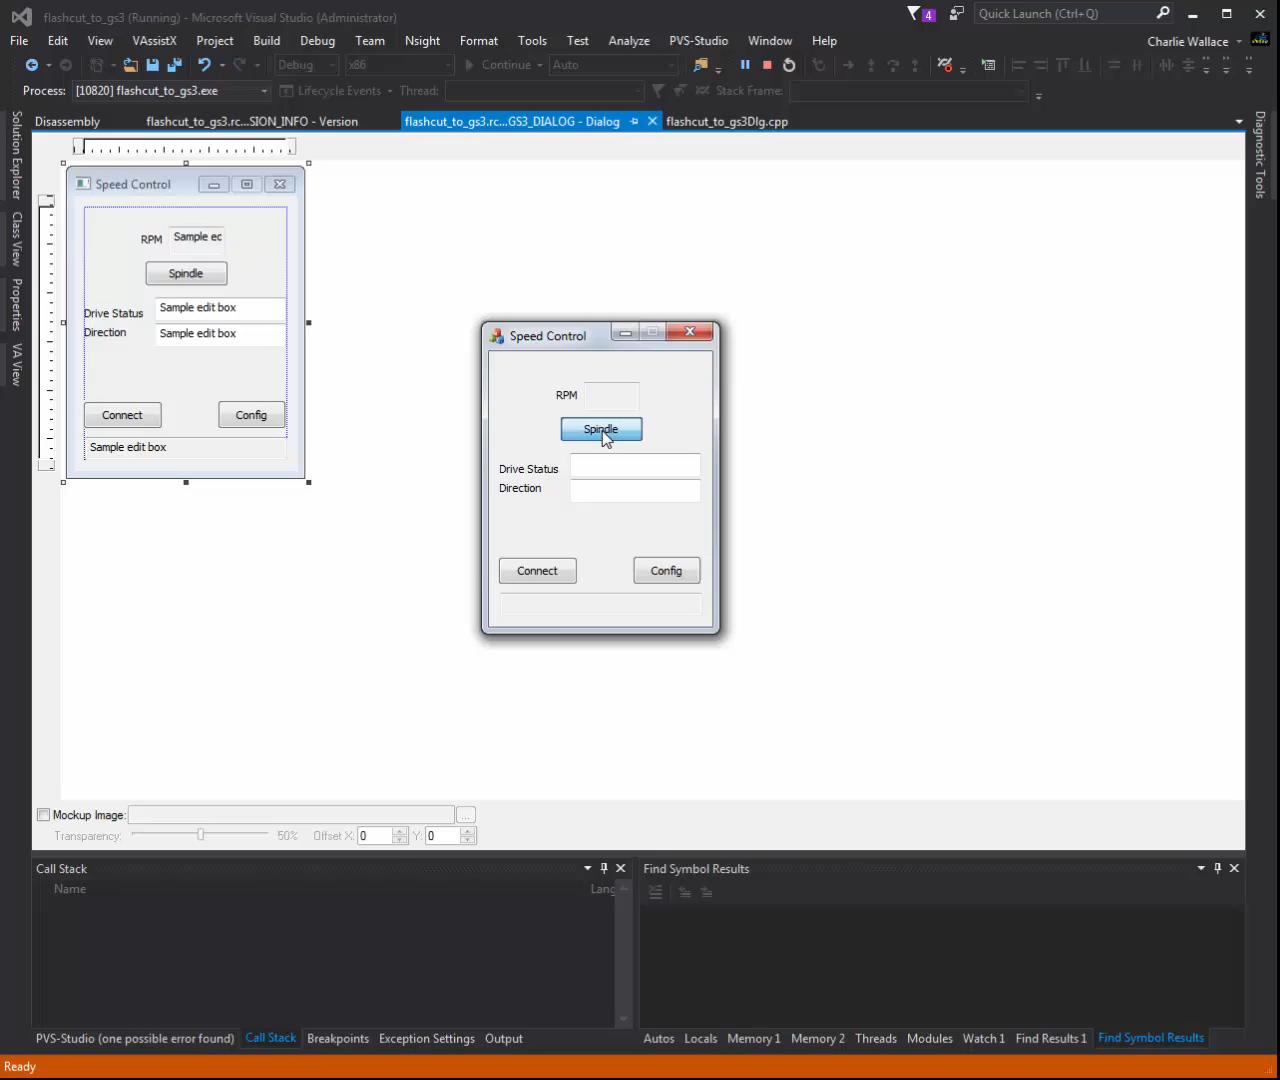 flashcut_to_gs3 (Running) - Microsoft Visual Studio (Administrator)
4
Quick Launch (Ctrl+Q)
File Edit View VAssistX Project Build Debug Team Nsight Format Tools Test Analyze PVS-Studio Window Help
Charlie Wallace
Debug x86 Continue Auto
Process: [10820] flashcut_to_gs3.exe Lifecycle Events Thread: Stack Frame:
Disassembly flashcut_to_gs3.rc...SION_INFO - Version flashcut_to_gs3.rc...GS3_DIALOG - Dialog flashcut_to_gs3Dlg.cpp
Solution Explorer
Class View
Properties
VA View
Diagnostic Tools
Speed Control
RPM Sample ec
Spindle
Drive Status Sample edit box
Direction Sample edit box
Connect Config
Sample edit box
Speed Control
RPM
Spindle
Drive Status
Direction
Connect Config
Mockup Image: ...
Transparency: 50% Offset X: 0 Y: 0
Call Stack
Name Lang
Find Symbol Results
PVS-Studio (one possible error found) Call Stack Breakpoints Exception Settings Output
Autos Locals Memory 1 Memory 2 Threads Modules Watch 1 Find Results 1 Find Symbol Results
Ready